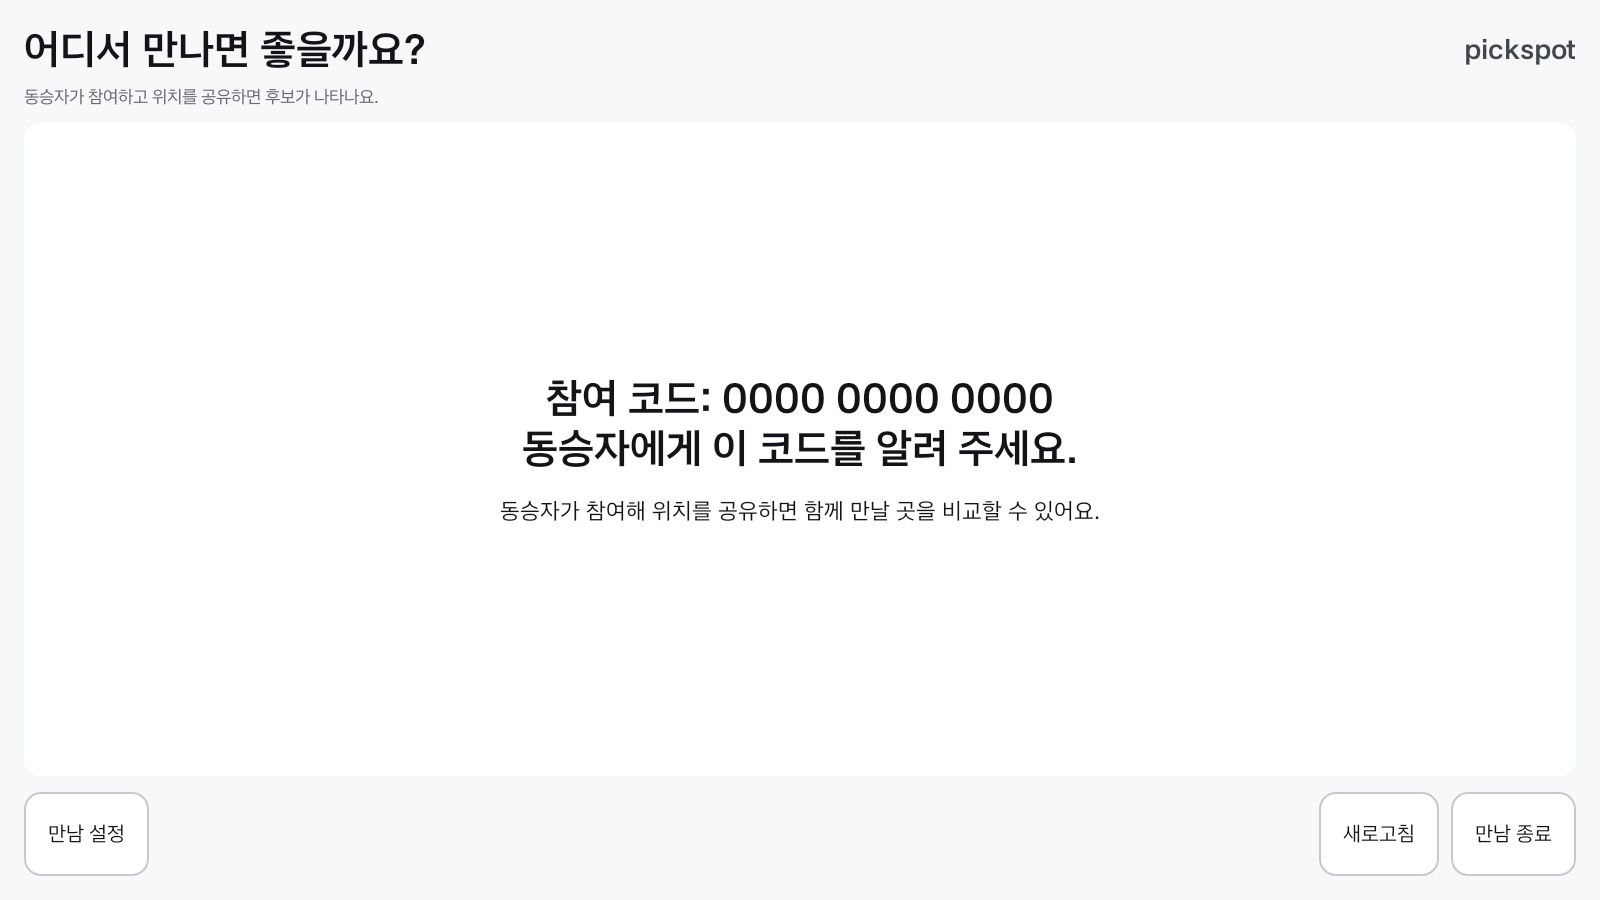 어디서 만나면 좋을까요?
pickspot
동승자가 참여하고 위치를 공유하면 후보가 나타나요.
참여 코드: 0000 0000 0000
동승자에게 이 코드를 알려 주세요.
동승자가 참여해 위치를 공유하면 함께 만날 곳을 비교할 수 있어요.
만남 설정
새로고침
만남 종료